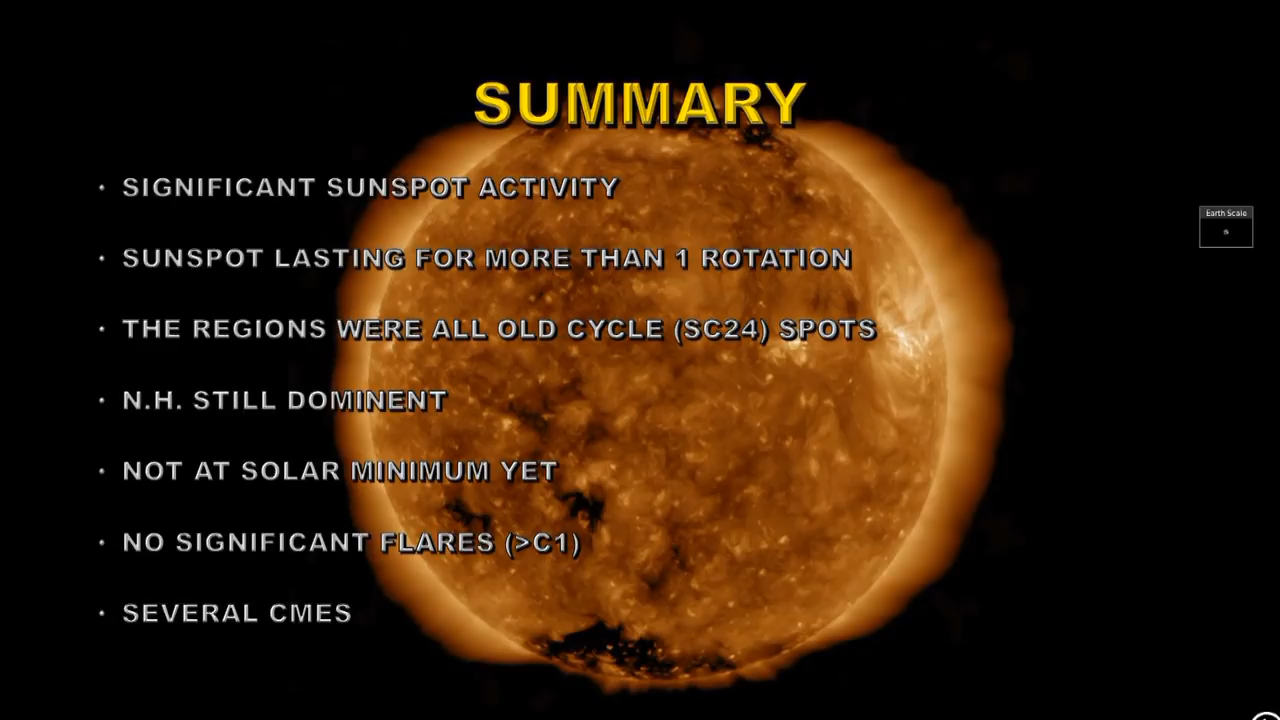 SUMMARY
· SIGNIFICANT SUNSPOT ACTIVITY
· SUNSPOT LASTING FOR MORE THAN 1 ROTATION
· THE REGIONS WERE ALL OLD CYCLE (SC24) SPOTS
Earth Scale
· N.H. STILL DOMINENT
· NOT AT SOLAR MINIMUM YET
· NO SIGNIFICANT FLARES (>C1)
· SEVERAL CMES